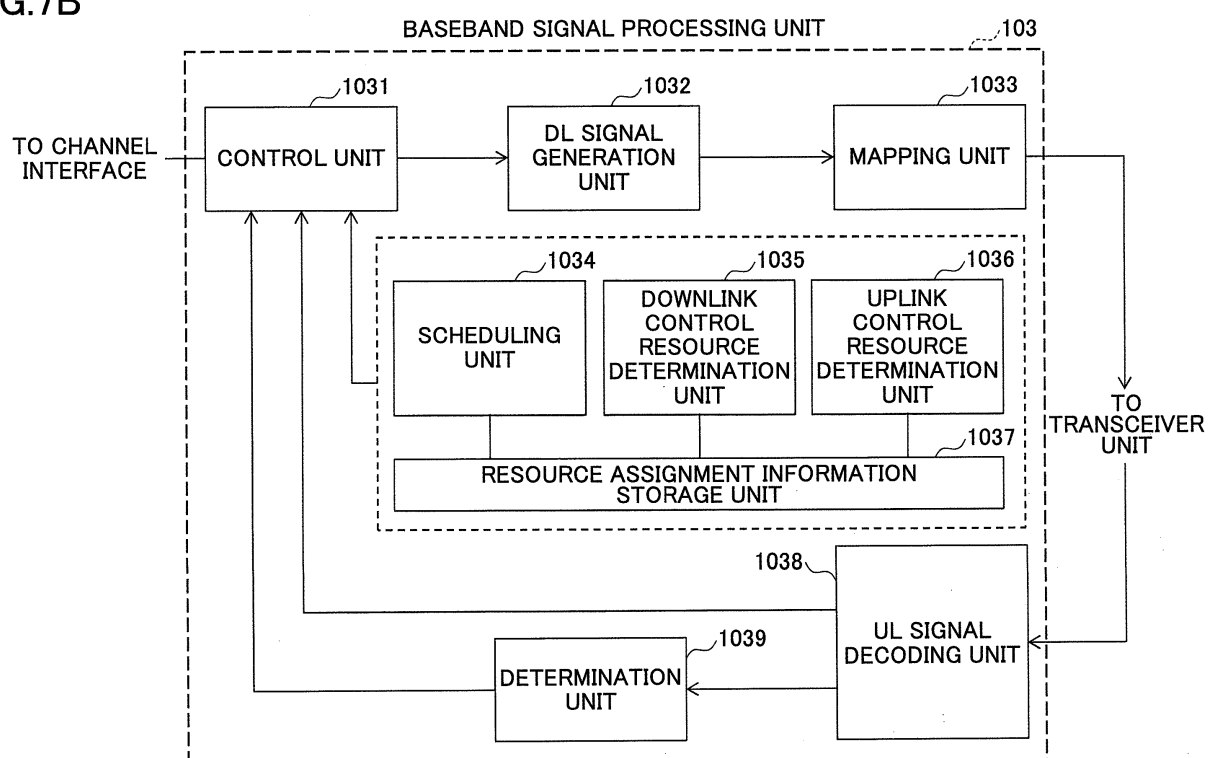 G.7B
BASEBAND SIGNAL PROCESSING UNIT
103
1031
1032
1033
TO CHANNEL
INTERFACE
CONTROL UNIT
DL SIGNAL
GENERATION
UNIT
MAPPING UNIT
1034
1035
1036
SCHEDULING
UNIT
DOWNLINK
CONTROL
RESOURCE
DETERMINATION
UNIT
UPLINK
CONTROL
RESOURCE
DETERMINATION
UNIT
TO
TRANSCEIVER
UNIT
1037
RESOURCE ASSIGNMENT INFORMATION
STORAGE UNIT
1038
UL SIGNAL
DECODING UNIT
1039
DETERMINATION
UNIT